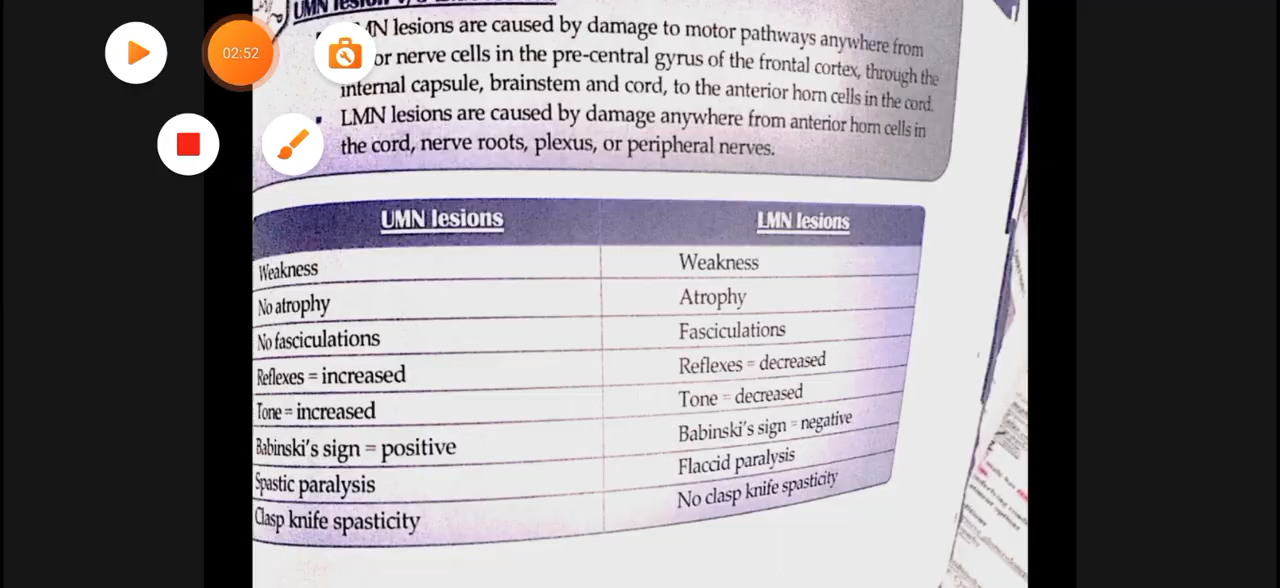 UMN lesion
MN lesions are caused by damage to motor pathways anywhere from
or nerve cells in the pre-central gyrus of the frontal cortex, through the
internal capsule, brainstem and cord, to the anterior horn cells in the cord.
LMN lesions are caused by damage anywhere from anterior horn cells in
the cord, nerve roots, plexus, or peripheral nerves.
02:52
UMN lesions LMN lesions
Weakness Weakness
No atrophy Atrophy
No fasciculations Fasciculations
Reflexes = increased Reflexes = decreased
Tone = increased Tone = decreased
Babinski's sign = positive Babinski's sign = negative
Spastic paralysis Flaccid paralysis
Clasp knife spasticity No clasp knife spasticity